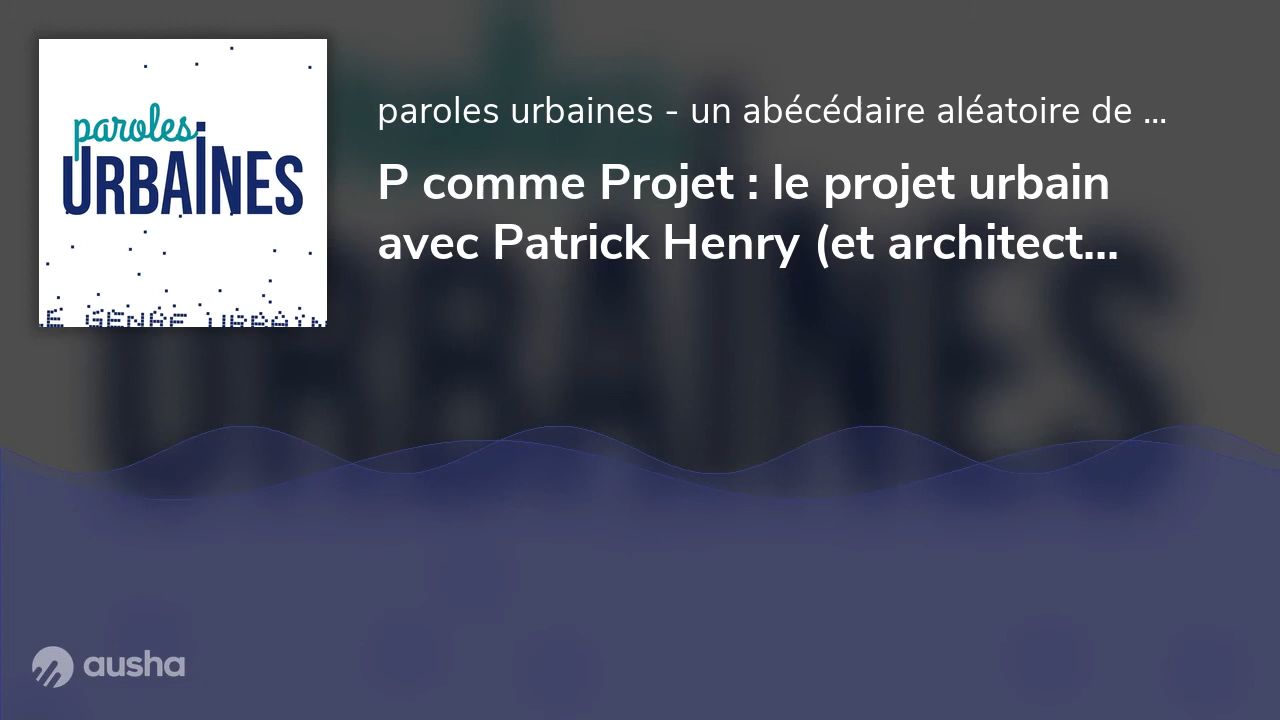 paroles
URBAINES
paroles urbaines - un abécédaire aléatoire de ...
P comme Projet : le projet urbain
avec Patrick Henry (et architect...
ausha